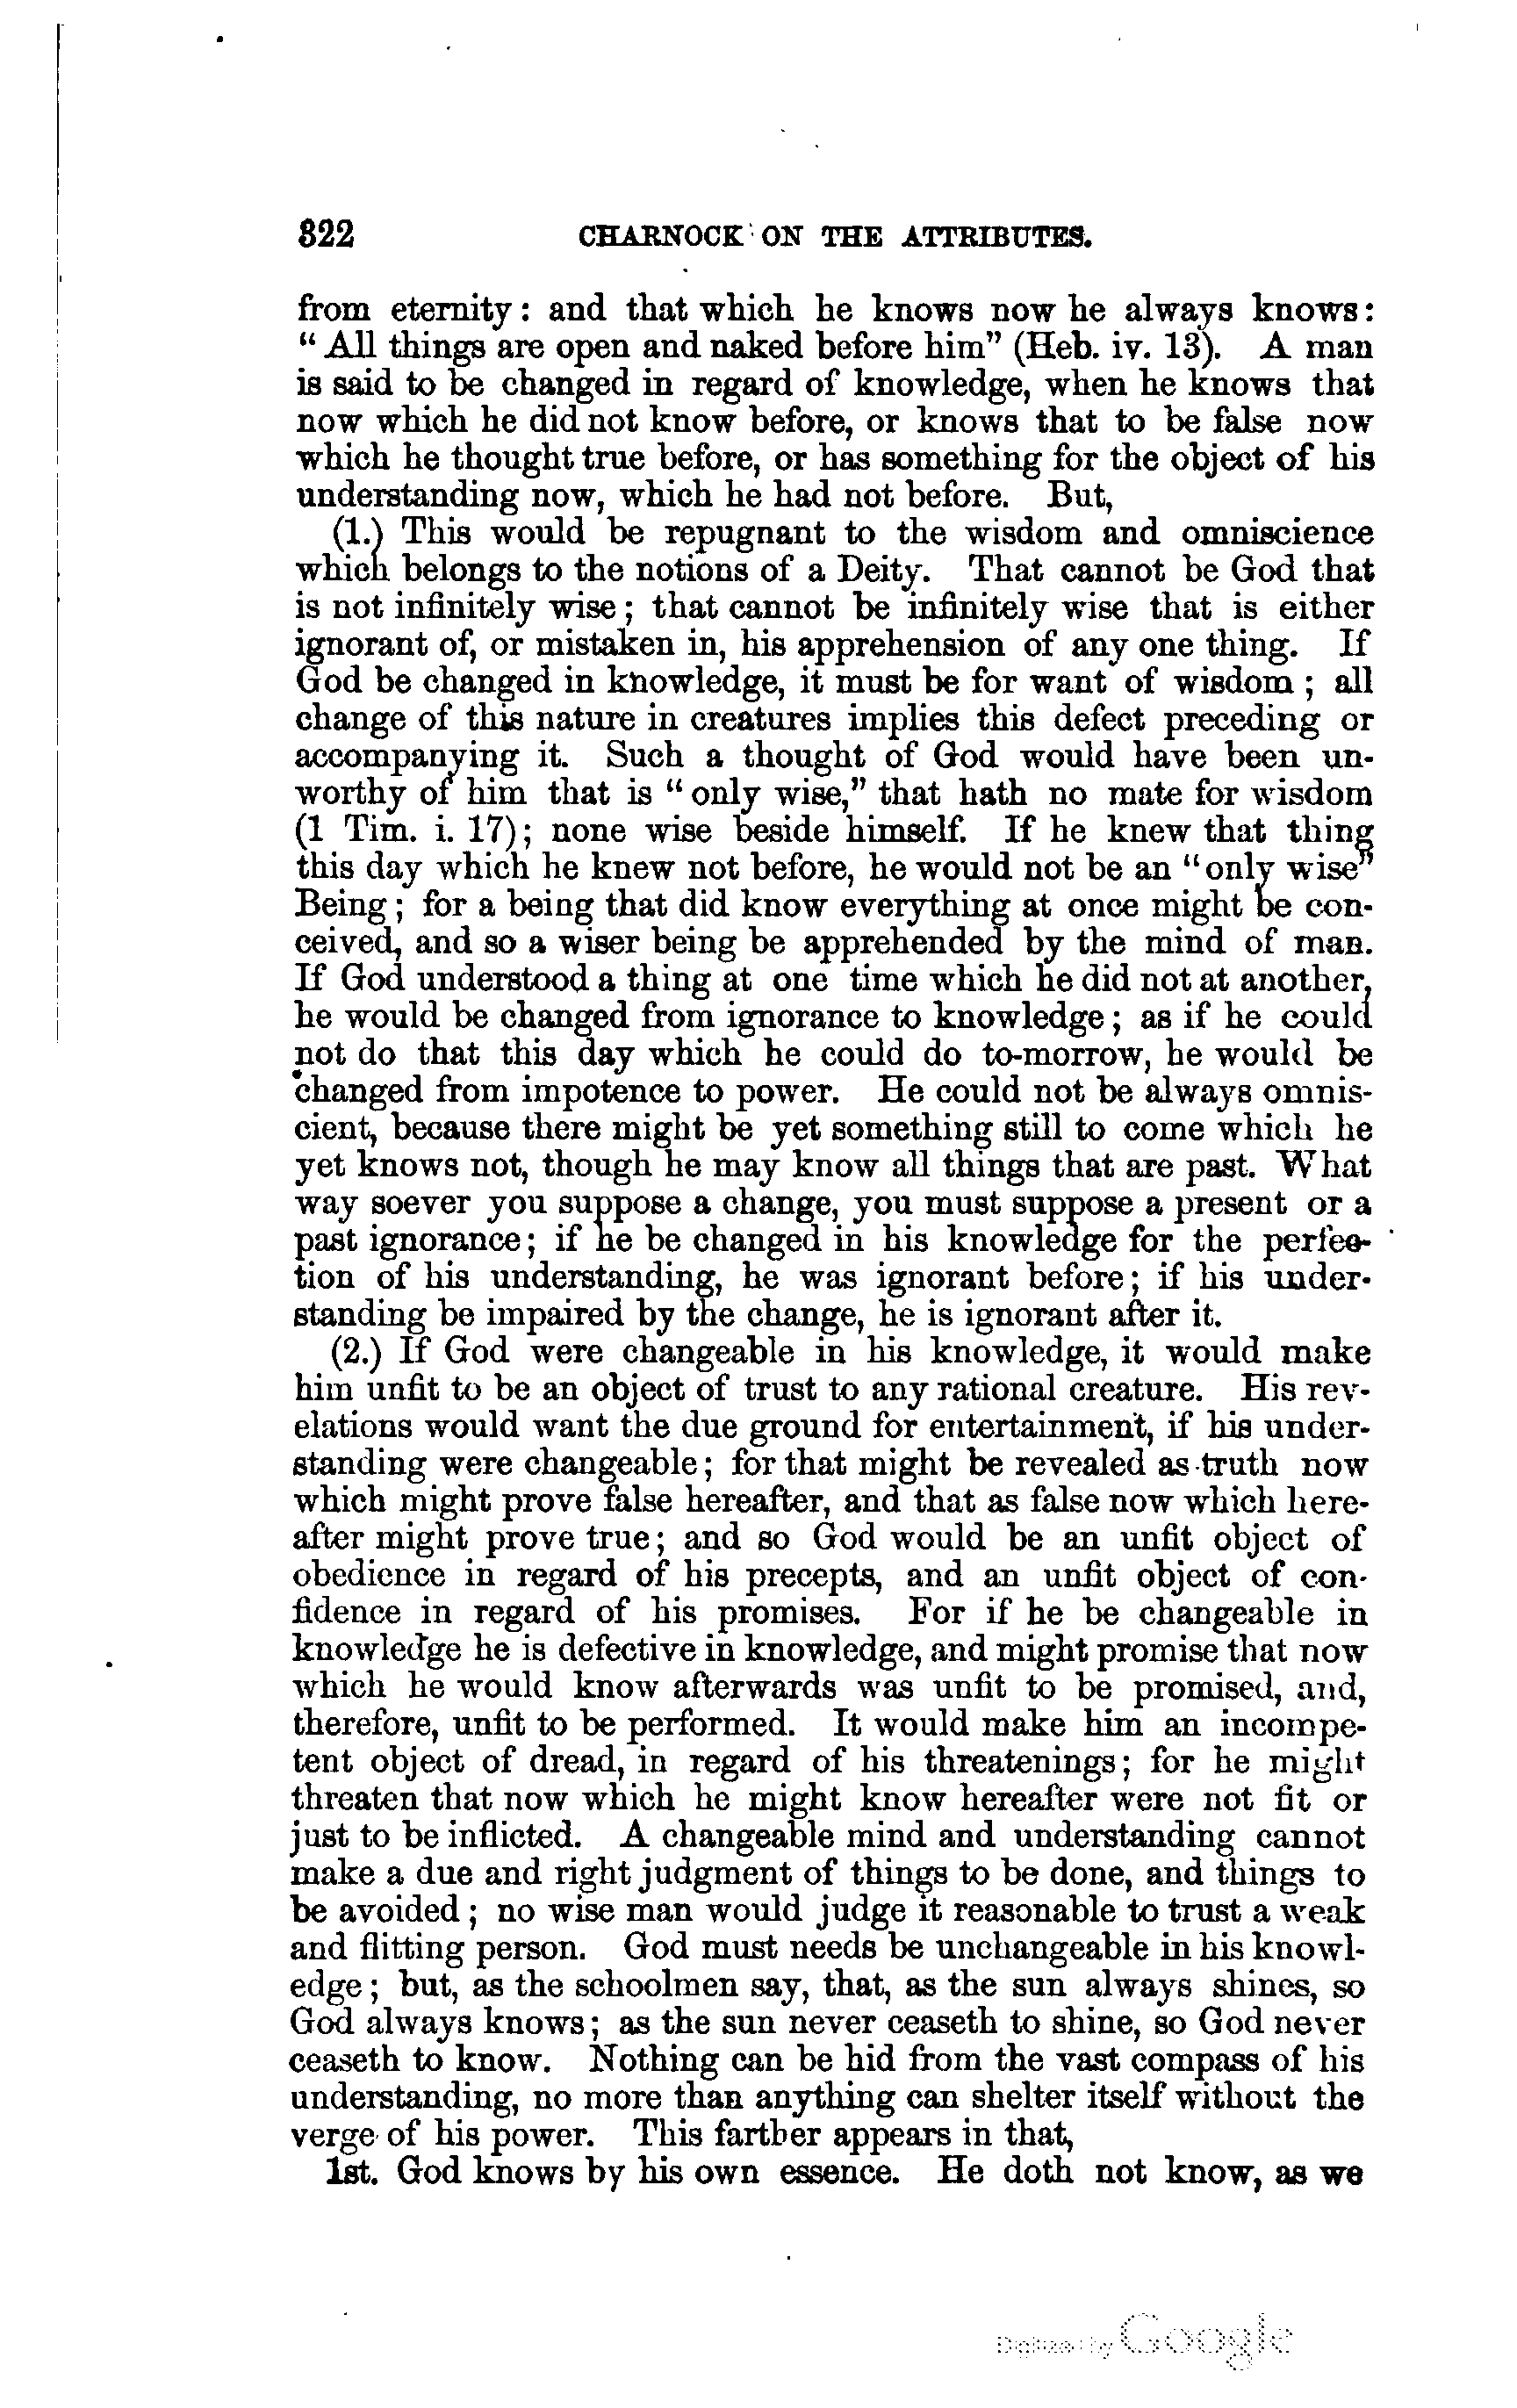 322 CHARNOCK ON THE ATTRIBUTES.
from eternity: and that which he knows now he always knows:
“All things are open and naked before him” (Heb. iv. 13). A man
is said to be changed in regard of knowledge, when he knows that
now which he did not know before, or knows that to be false now
which he thought true before, or has something for the object of his
understanding now, which he had not before. But,
(1.) This would be repugnant to the wisdom and omniscience
which belongs to the notions of a Deity. That cannot be God that
is not infinitely wise; that cannot be infinitely wise that is either
ignorant of, or mistaken in, his apprehension of any one thing. If
God be changed in knowledge, it must be for want of wisdom; all
change of this nature in creatures implies this defect preceding or
accompanying it. Such a thought of God would have been un-
worthy of him that is “only wise,” that hath no mate for wisdom
(1 Tim. i. 17); none wise beside himself. If he knew that thing
this day which he knew not before, he would not be an “only wise”
Being; for a being that did know everything at once might be con-
ceived, and so a wiser being be apprehended by the mind of man.
If God understood a thing at one time which he did not at another,
he would be changed from ignorance to knowledge; as if he could
not do that this day which he could do to-morrow, he would be
changed from impotence to power. He could not be always omnis-
cient, because there might be yet something still to come which he
yet knows not, though he may know all things that are past. What
way soever you suppose a change, you must suppose a present or a
past ignorance; if he be changed in his knowledge for the perfec-
tion of his understanding, he was ignorant before; if his under-
standing be impaired by the change, he is ignorant after it.
(2.) If God were changeable in his knowledge, it would make
him unfit to be an object of trust to any rational creature. His rev-
elations would want the due ground for entertainment, if his under-
standing were changeable; for that might be revealed as truth now
which might prove false hereafter, and that as false now which here-
after might prove true; and so God would be an unfit object of
obedience in regard of his precepts, and an unfit object of con-
fidence in regard of his promises. For if he be changeable in
knowledge he is defective in knowledge, and might promise that now
which he would know afterwards was unfit to be promised, and,
therefore, unfit to be performed. It would make him an incompe-
tent object of dread, in regard of his threatenings; for he might
threaten that now which he might know hereafter were not fit or
just to be inflicted. A changeable mind and understanding cannot
make a due and right judgment of things to be done, and things to
be avoided; no wise man would judge it reasonable to trust a weak
and flitting person. God must needs be unchangeable in his knowl-
edge; but, as the schoolmen say, that, as the sun always shines, so
God always knows; as the sun never ceaseth to shine, so God never
ceaseth to know. Nothing can be hid from the vast compass of his
understanding, no more than anything can shelter itself without the
verge of his power. This farther appears in that,
1st. God knows by his own essence. He doth not know, as we
Digitized by Google